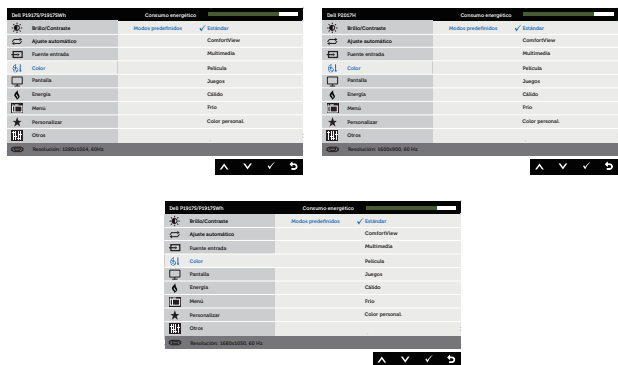 Dell P1917S/P1917SWh Consumo energético
Brillo/Contraste Modos predefinidos ✓ Estándar
Ajuste automático ComfortView
Fuente entrada Multimedia
Color Película
Pantalla Juegos
Energía Cálido
Menú Frío
Personalizar Color personal.
Otros
Resolución: 1280x1024, 60Hz
Dell P2017H Consumo energético
Brillo/Contraste Modos predefinidos ✓ Estándar
Ajuste automático ComfortView
Fuente entrada Multimedia
Color Película
Pantalla Juegos
Energía Cálido
Menú Frío
Personalizar Color personal.
Otros
Resolución: 1600x900, 60 Hz
Dell P1917S/P1917SWh Consumo energético
Brillo/Contraste Modos predefinidos ✓ Estándar
Ajuste automático ComfortView
Fuente entrada Multimedia
Color Película
Pantalla Juegos
Energía Cálido
Menú Frío
Personalizar Color personal.
Otros
Resolución: 1680x1050, 60 Hz